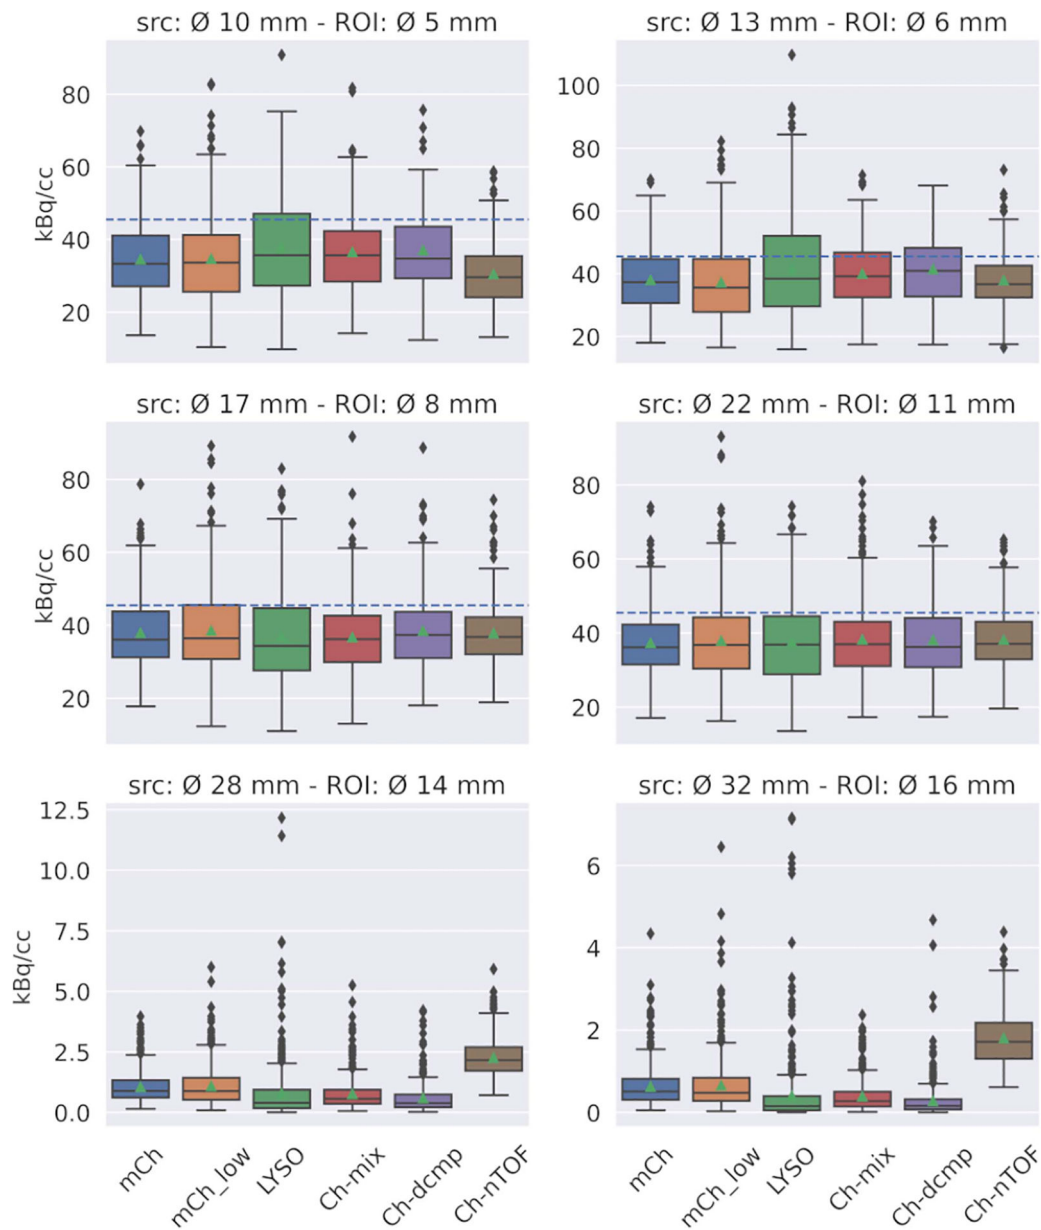 src: Ø 10 mm - ROI: Ø 5 mm
src: Ø 13 mm - ROI: Ø 6 mm
kBq/cc
80
60
40
20
100
80
60
40
20
src: Ø 17 mm - ROI: Ø 8 mm
src: Ø 22 mm - ROI: Ø 11 mm
kBq/cc
80
60
40
20
80
60
40
20
src: Ø 28 mm - ROI: Ø 14 mm
src: Ø 32 mm - ROI: Ø 16 mm
kBq/cc
12.5
10.0
7.5
5.0
2.5
0.0
6
4
2
0
mCh
mCh_low
LYSO
Ch-mix
Ch-dcmp
Ch-nTOF
mCh
mCh_low
LYSO
Ch-mix
Ch-dcmp
Ch-nTOF